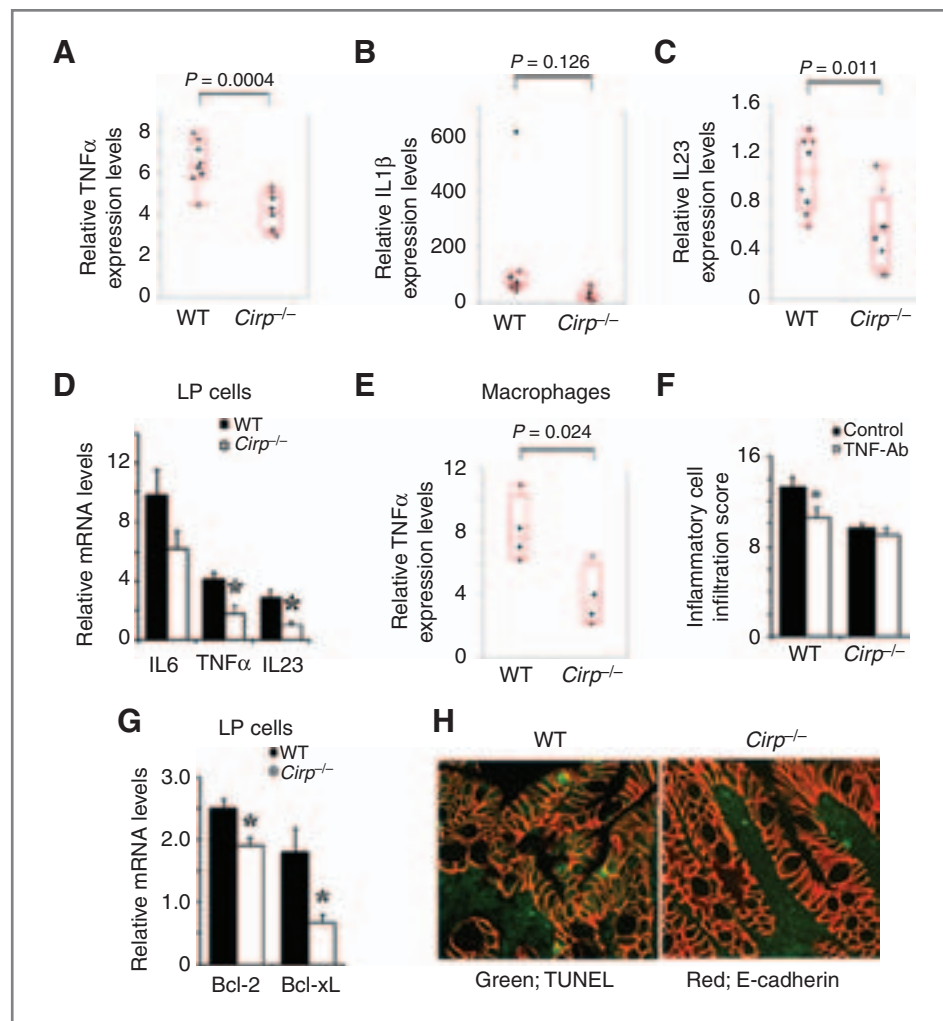 A
P = 0.0004
Relative TNFα
expression levels
8
6
4
2
0
WT
Cirp–/–
B
P = 0.126
Relative IL1β
expression levels
600
400
200
0
WT
Cirp–/–
C
P = 0.011
Relative IL23
expression levels
1.6
1.2
0.8
0.4
0
WT
Cirp–/–
D
LP cells
WT
Cirp–/–
Relative mRNA levels
12
8
4
0
*
*
IL6
TNFα
IL23
E
Macrophages
P = 0.024
Relative TNFα
expression levels
12
8
4
0
WT
Cirp–/–
F
Control
TNF-Ab
Inflammatory cell
infiltration score
16
8
0
WT
Cirp–/–
G
LP cells
WT
Cirp–/–
Relative mRNA levels
3.0
2.0
1.0
0
*
*
Bcl-2
Bcl-xL
H
WT
Cirp–/–
Green; TUNEL
Red; E-cadherin